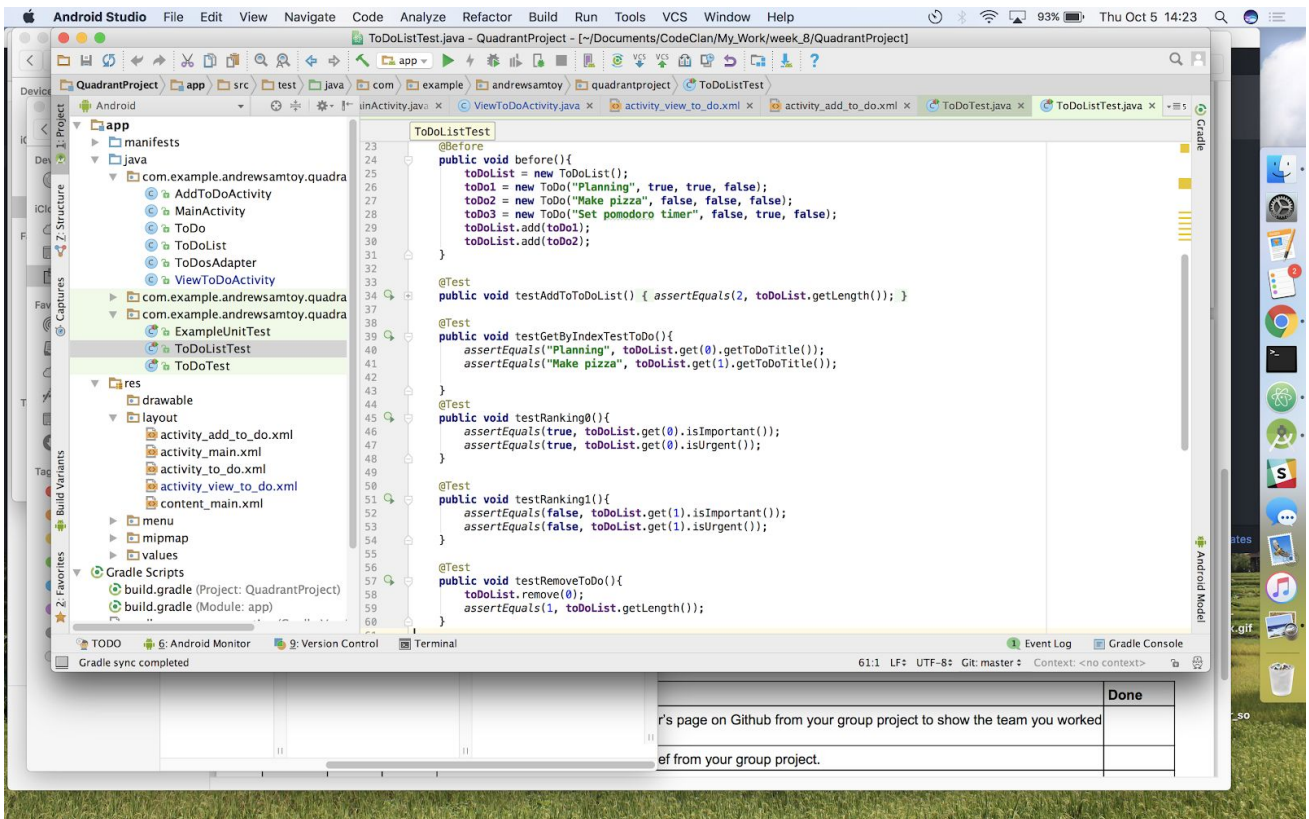 Android Studio File Edit View Navigate Code Analyze Refactor Build Run Tools VCS Window Help 93% Thu Oct 5 14:23
ToDoListTest.java - QuadrantProject - [~/Documents/CodeClan/My_Work/week_8/QuadrantProject]
app
QuadrantProject app src test java com example andrewsamtoy quadrantproject ToDoListTest
Android
inActivity.java × ViewToDoActivity.java × activity_view_to_do.xml × activity_add_to_do.xml × ToDoTest.java × ToDoListTest.java ×
1: Project
Z: Structure
Captures
Build Variants
2: Favorites
app
manifests
java
com.example.andrewsamtoy.quadra
AddToDoActivity
MainActivity
ToDo
ToDoList
ToDosAdapter
ViewToDoActivity
com.example.andrewsamtoy.quadra
com.example.andrewsamtoy.quadra
ExampleUnitTest
ToDoListTest
ToDoTest
res
drawable
layout
activity_add_to_do.xml
activity_main.xml
activity_to_do.xml
activity_view_to_do.xml
content_main.xml
menu
mipmap
values
Gradle Scripts
build.gradle (Project: QuadrantProject)
build.gradle (Module: app)
ToDoListTest
23 @Before
24 public void before(){
25 toDoList = new ToDoList();
26 toDo1 = new ToDo("Planning", true, true, false);
27 toDo2 = new ToDo("Make pizza", false, false, false);
28 toDo3 = new ToDo("Set pomodoro timer", false, true, false);
29 toDoList.add(toDo1);
30 toDoList.add(toDo2);
31 }
32
33 @Test
34 public void testAddToToDoList() { assertEquals(2, toDoList.getLength()); }
37
38 @Test
39 public void testGetByIndexTestToDo(){
40 assertEquals("Planning", toDoList.get(0).getToDoTitle());
41 assertEquals("Make pizza", toDoList.get(1).getToDoTitle());
42
43 }
44 @Test
45 public void testRanking0(){
46 assertEquals(true, toDoList.get(0).isImportant());
47 assertEquals(true, toDoList.get(0).isUrgent());
48 }
49
50 @Test
51 public void testRanking1(){
52 assertEquals(false, toDoList.get(1).isImportant());
53 assertEquals(false, toDoList.get(1).isUrgent());
54 }
55
56 @Test
57 public void testRemoveToDo(){
58 toDoList.remove(0);
59 assertEquals(1, toDoList.getLength());
60 }
Gradle
Android Model
TODO 6: Android Monitor 9: Version Control Terminal 1 Event Log Gradle Console
Gradle sync completed 61:1 LF UTF-8 Git: master Context: <no context>
Device
Fav
Tag
2
S
ates
.gif
_so
Done
r's page on Github from your group project to show the team you worked
ef from your group project.